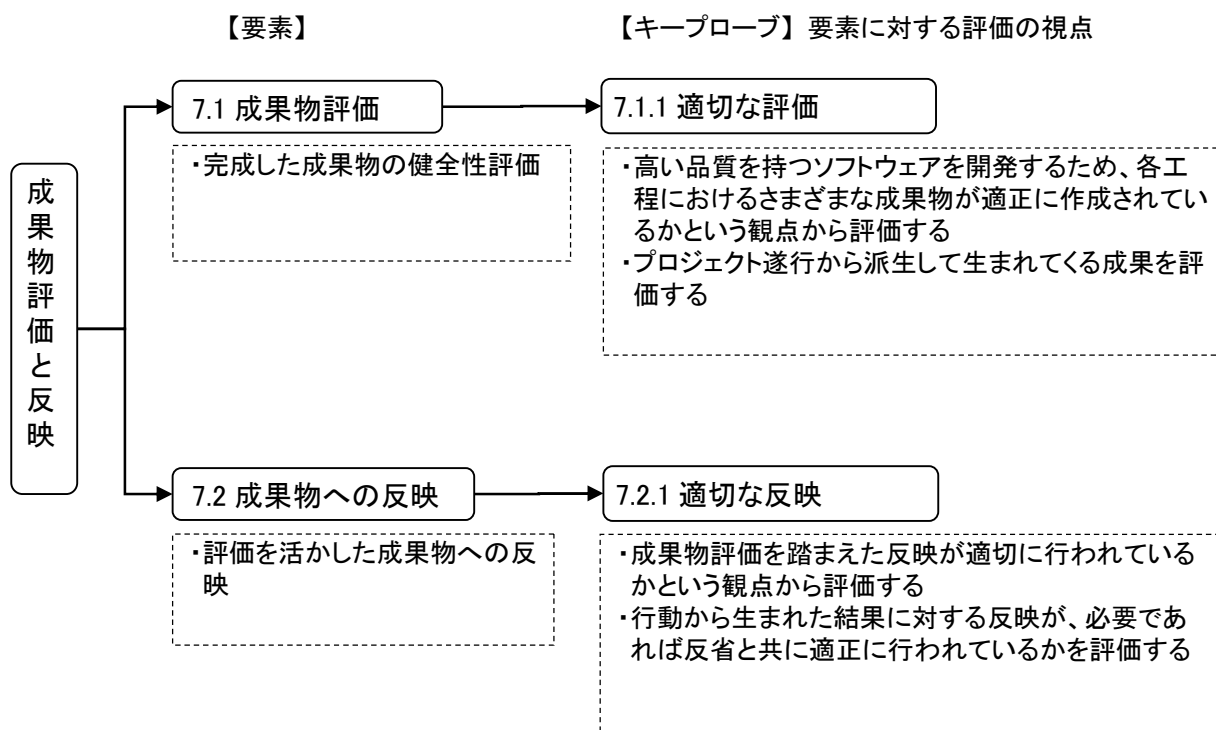 【要素】
【キープローブ】 要素に対する評価の視点
成果物評価と反映
7.1 成果物評価
・完成した成果物の健全性評価
7.1.1 適切な評価
・高い品質を持つソフトウェアを開発するため、各工
程におけるさまざまな成果物が適正に作成されてい
るかという観点から評価する
・プロジェクト遂行から派生して生まれてくる成果を評
価する
7.2 成果物への反映
・評価を活かした成果物への反
映
7.2.1 適切な反映
・成果物評価を踏まえた反映が適切に行われている
かという観点から評価する
・行動から生まれた結果に対する反映が、必要であ
れば反省と共に適正に行われているかを評価する